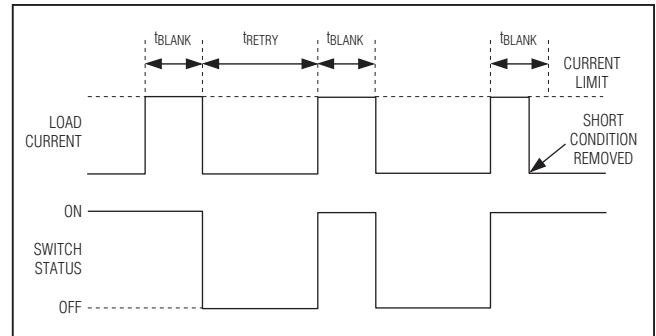 tBLANK
tRETRY
tBLANK
tBLANK
CURRENT
LIMIT
LOAD
CURRENT
SHORT
CONDITION
REMOVED
ON
SWITCH
STATUS
OFF